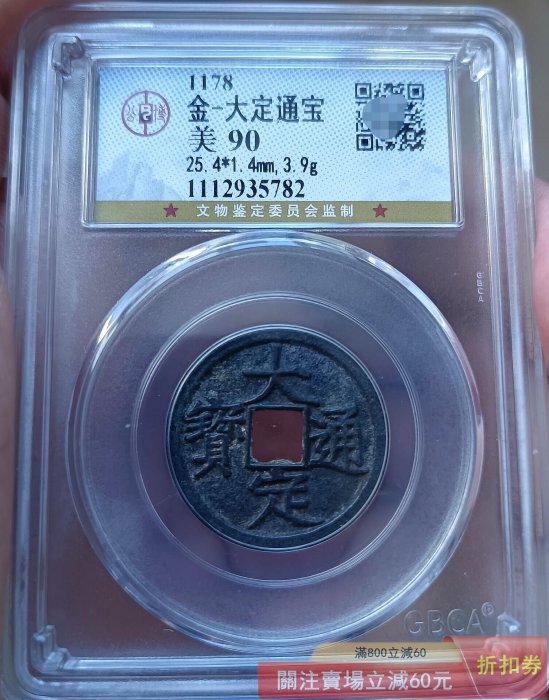 1178
金-大定通宝
美 90
25.4*1.4mm,3.9g
1112935782
★ 文物鉴定委员会监制 ★
GBCA
大
寶 通
定
GBCA®
滿800立減60
折扣券
關注賣場立減60元